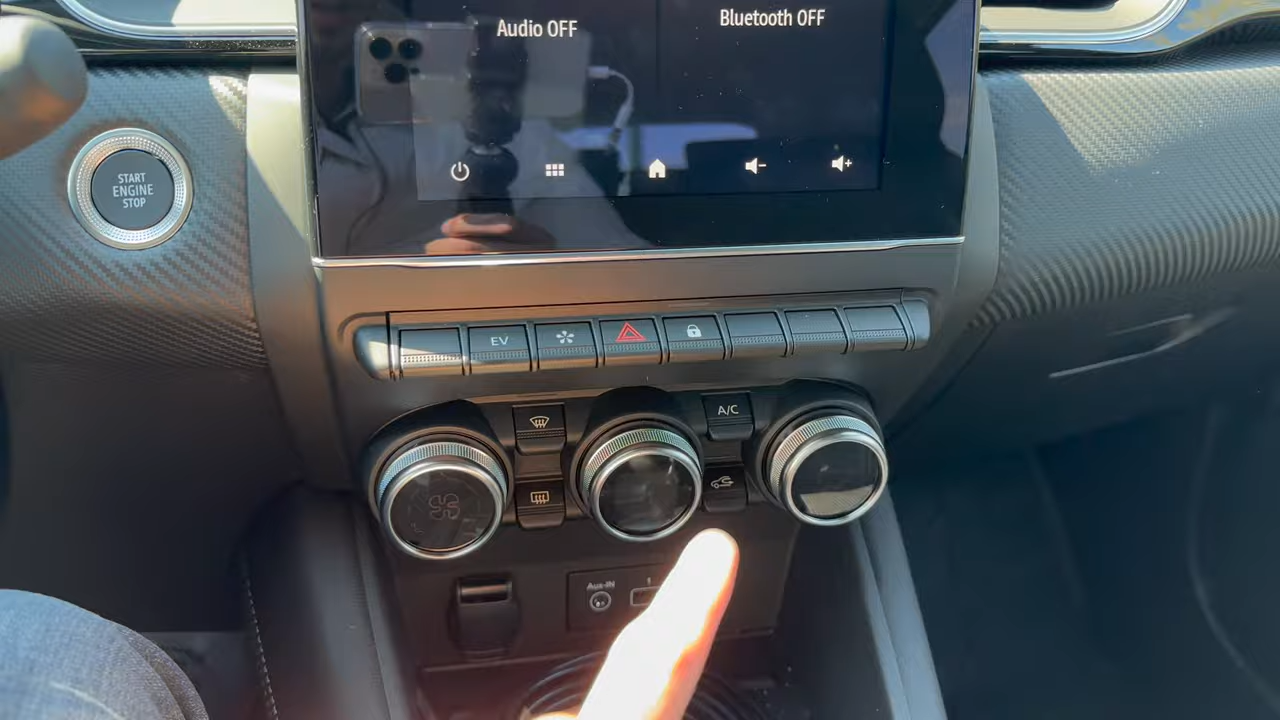 Audio OFF
Bluetooth OFF
START
ENGINE
STOP
EV
A/C
Aux-IN